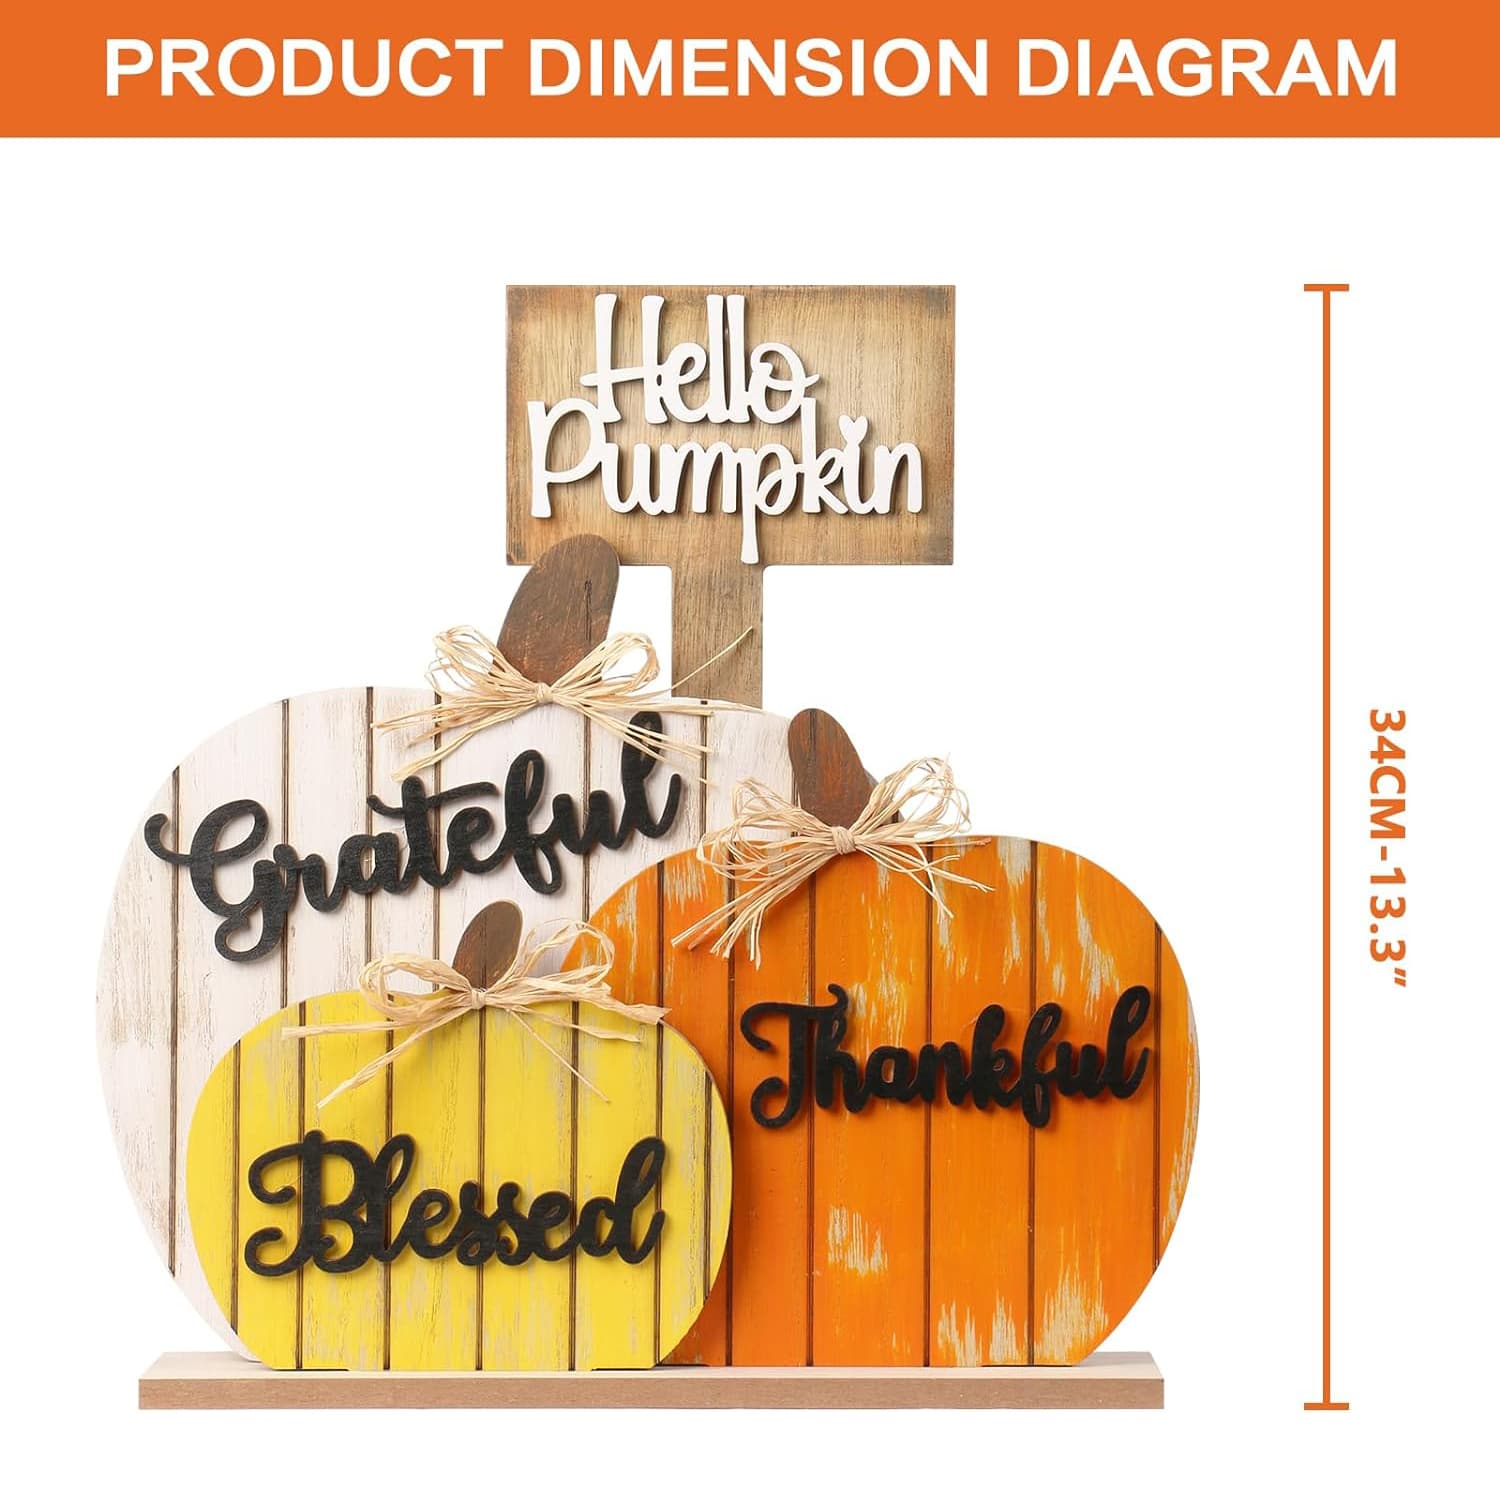 PRODUCT DIMENSION DIAGRAM
Hello
Pumpkin
Grateful
Thankful
Blessed
34CM-13.3"